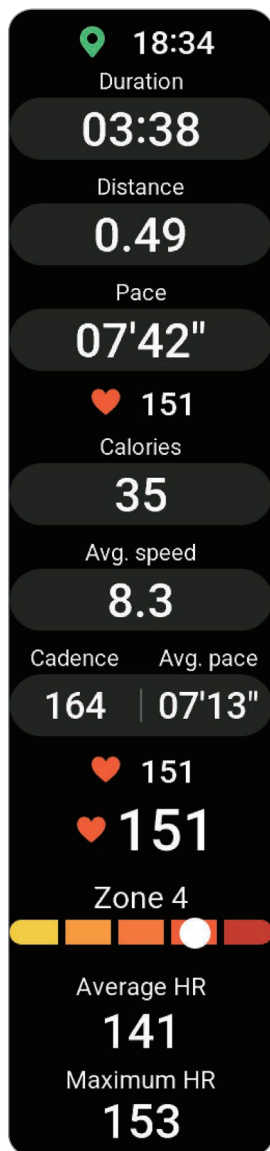 18:34
Duration
03:38
Distance
0.49
Pace
07'42"
151
Calories
35
Avg. speed
8.3
Cadence Avg. pace
164 07'13"
151
151
Zone 4
Average HR
141
Maximum HR
153